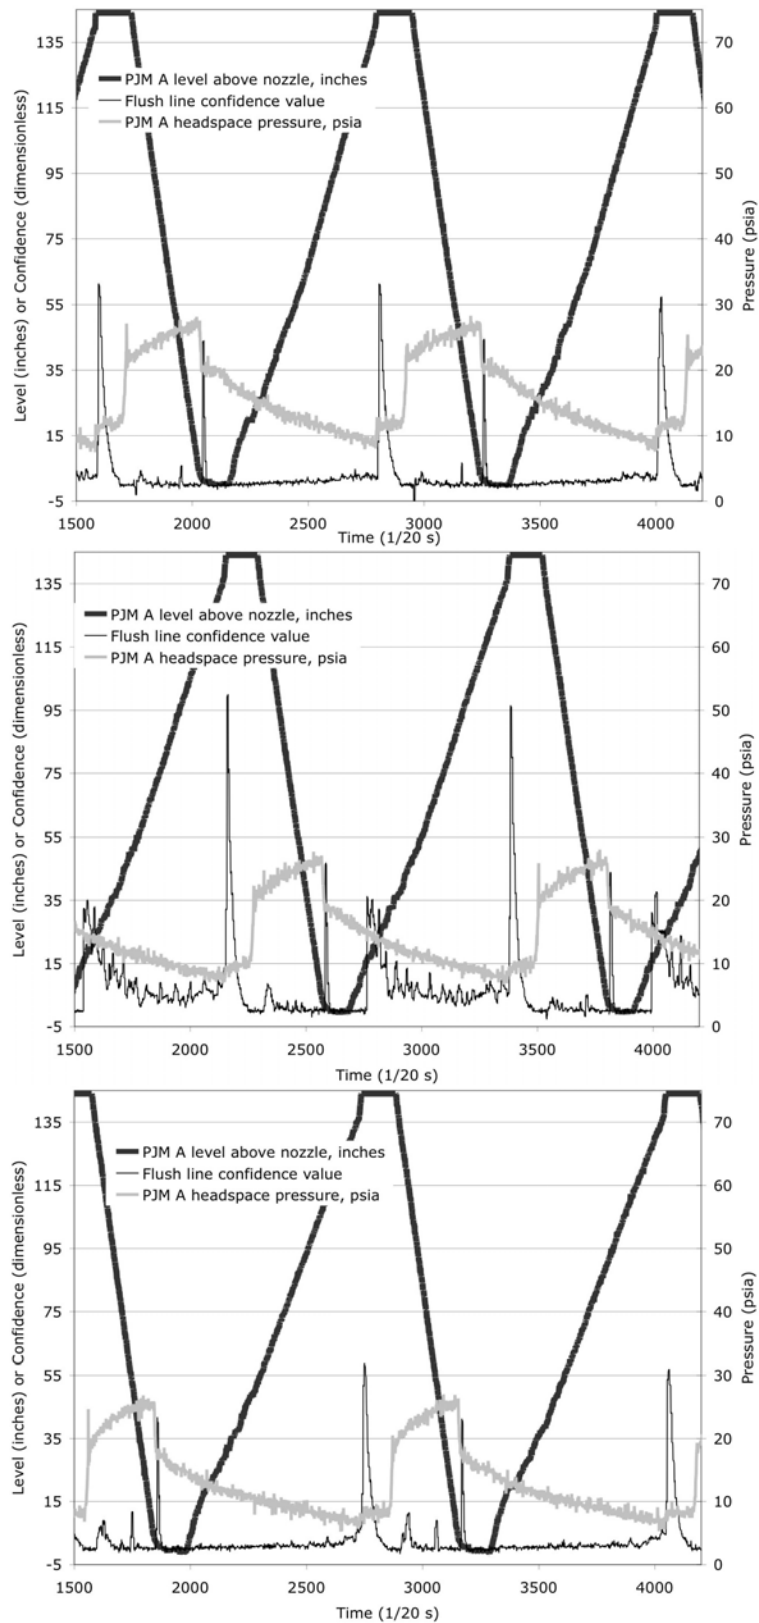 135
115
95
75
55
35
15
-5
Level (inches) or Confidence (dimensionless)
PJM A level above nozzle, inches
Flush line confidence value
PJM A headspace pressure, psia
70
60
50
40
30
20
10
0
Pressure (psia)
1500 2000 2500 3000 3500 4000
Time (1/20 s)
135
115
95
75
55
35
15
-5
Level (inches) or Confidence (dimensionless)
PJM A level above nozzle, inches
Flush line confidence value
PJM A headspace pressure, psia
70
60
50
40
30
20
10
0
Pressure (psia)
1500 2000 2500 3000 3500 4000
Time (1/20 s)
135
115
95
75
55
35
15
-5
Level (inches) or Confidence (dimensionless)
PJM A level above nozzle, inches
Flush line confidence value
PJM A headspace pressure, psia
70
60
50
40
30
20
10
0
Pressure (psia)
1500 2000 2500 3000 3500 4000
Time (1/20 s)